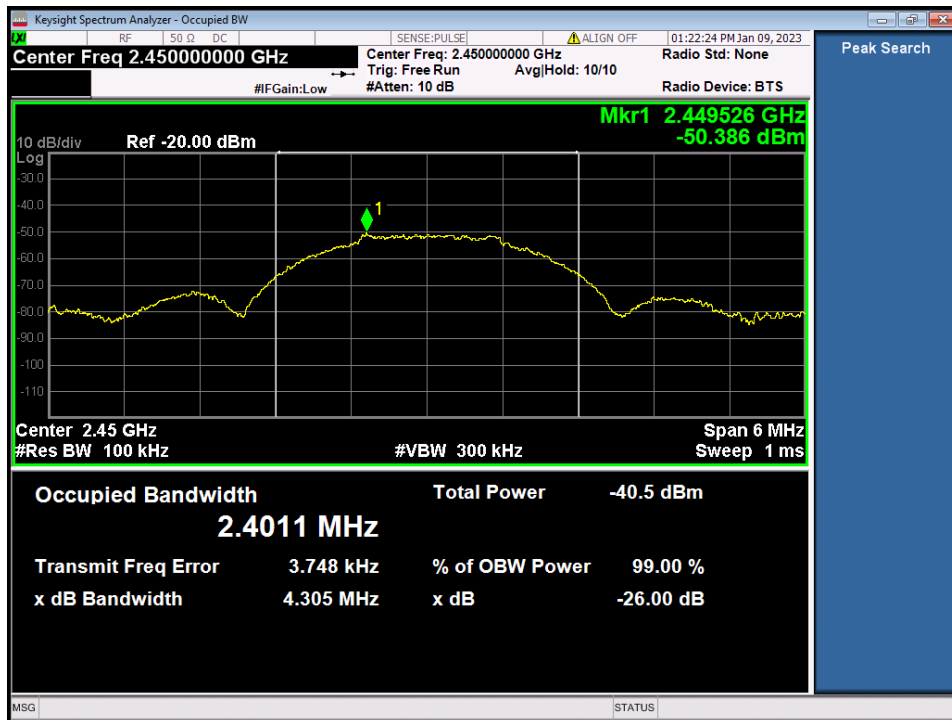 Keysight Spectrum Analyzer - Occupied BW
LXI RF 50 Ω DC SENSE:PULSE ALIGN OFF 01:22:24 PM Jan 09, 2023
Center Freq 2.450000000 GHz
Center Freq: 2.450000000 GHz Radio Std: None
Trig: Free Run Avg|Hold: 10/10
#IFGain:Low #Atten: 10 dB Radio Device: BTS
Peak Search
Mkr1 2.449526 GHz
-50.386 dBm
10 dB/div Ref -20.00 dBm
Log
-30.0
-40.0
1
-50.0
-60.0
-70.0
-80.0
-90.0
-100
-110
Center 2.45 GHz Span 6 MHz
#Res BW 100 kHz #VBW 300 kHz Sweep 1 ms
Occupied Bandwidth Total Power -40.5 dBm
2.4011 MHz
Transmit Freq Error 3.748 kHz % of OBW Power 99.00 %
x dB Bandwidth 4.305 MHz x dB -26.00 dB
MSG STATUS